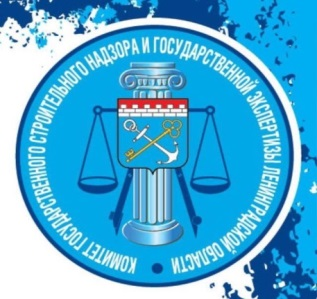 КОМИТЕТ ГОСУДАРСТВЕННОГО СТРОИТЕЛЬНОГО НАДЗОРА И ГОСУДАРСТВЕННОЙ ЭКСПЕРТИЗЫ ЛЕНИНГРАДСКОЙ ОБЛАСТИ